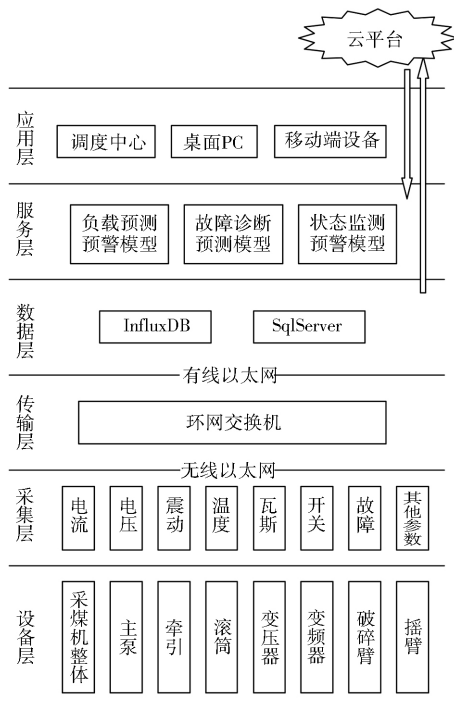 云平台
应用层
调度中心
桌面PC
移动端设备
服务层
负载预测
预警模型
故障诊断
预测模型
状态监测
预警模型
数据层
InfluxDB
SqlServer
有线以太网
传输层
环网交换机
无线以太网
采集层
电流
电压
震动
温度
瓦斯
开关
故障
其他参数
设备层
采煤机整体
主泵
牵引
滚筒
变压器
变频器
破碎臂
摇臂